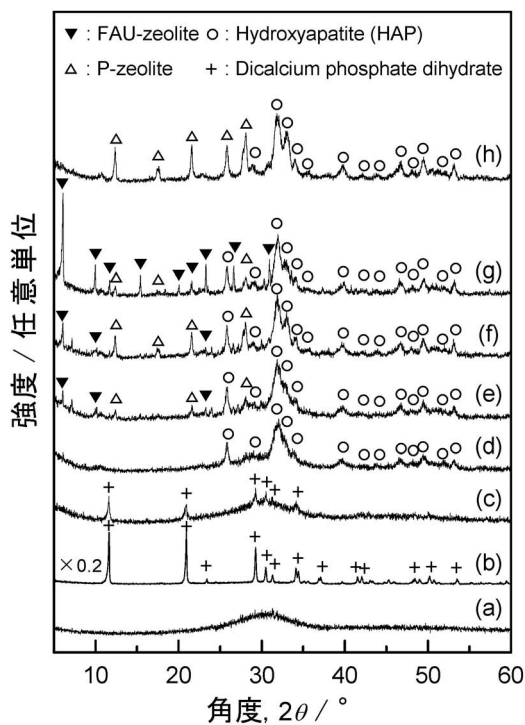 ▼ : FAU-zeolite ○ : Hydroxyapatite (HAP)
△ : P-zeolite + : Dicalcium phosphate dihydrate
(h)
(g)
(f)
(e)
(d)
(c)
×0.2
(b)
(a)
強度 / 任意単位
10 20 30 40 50 60
角度, 2θ / °